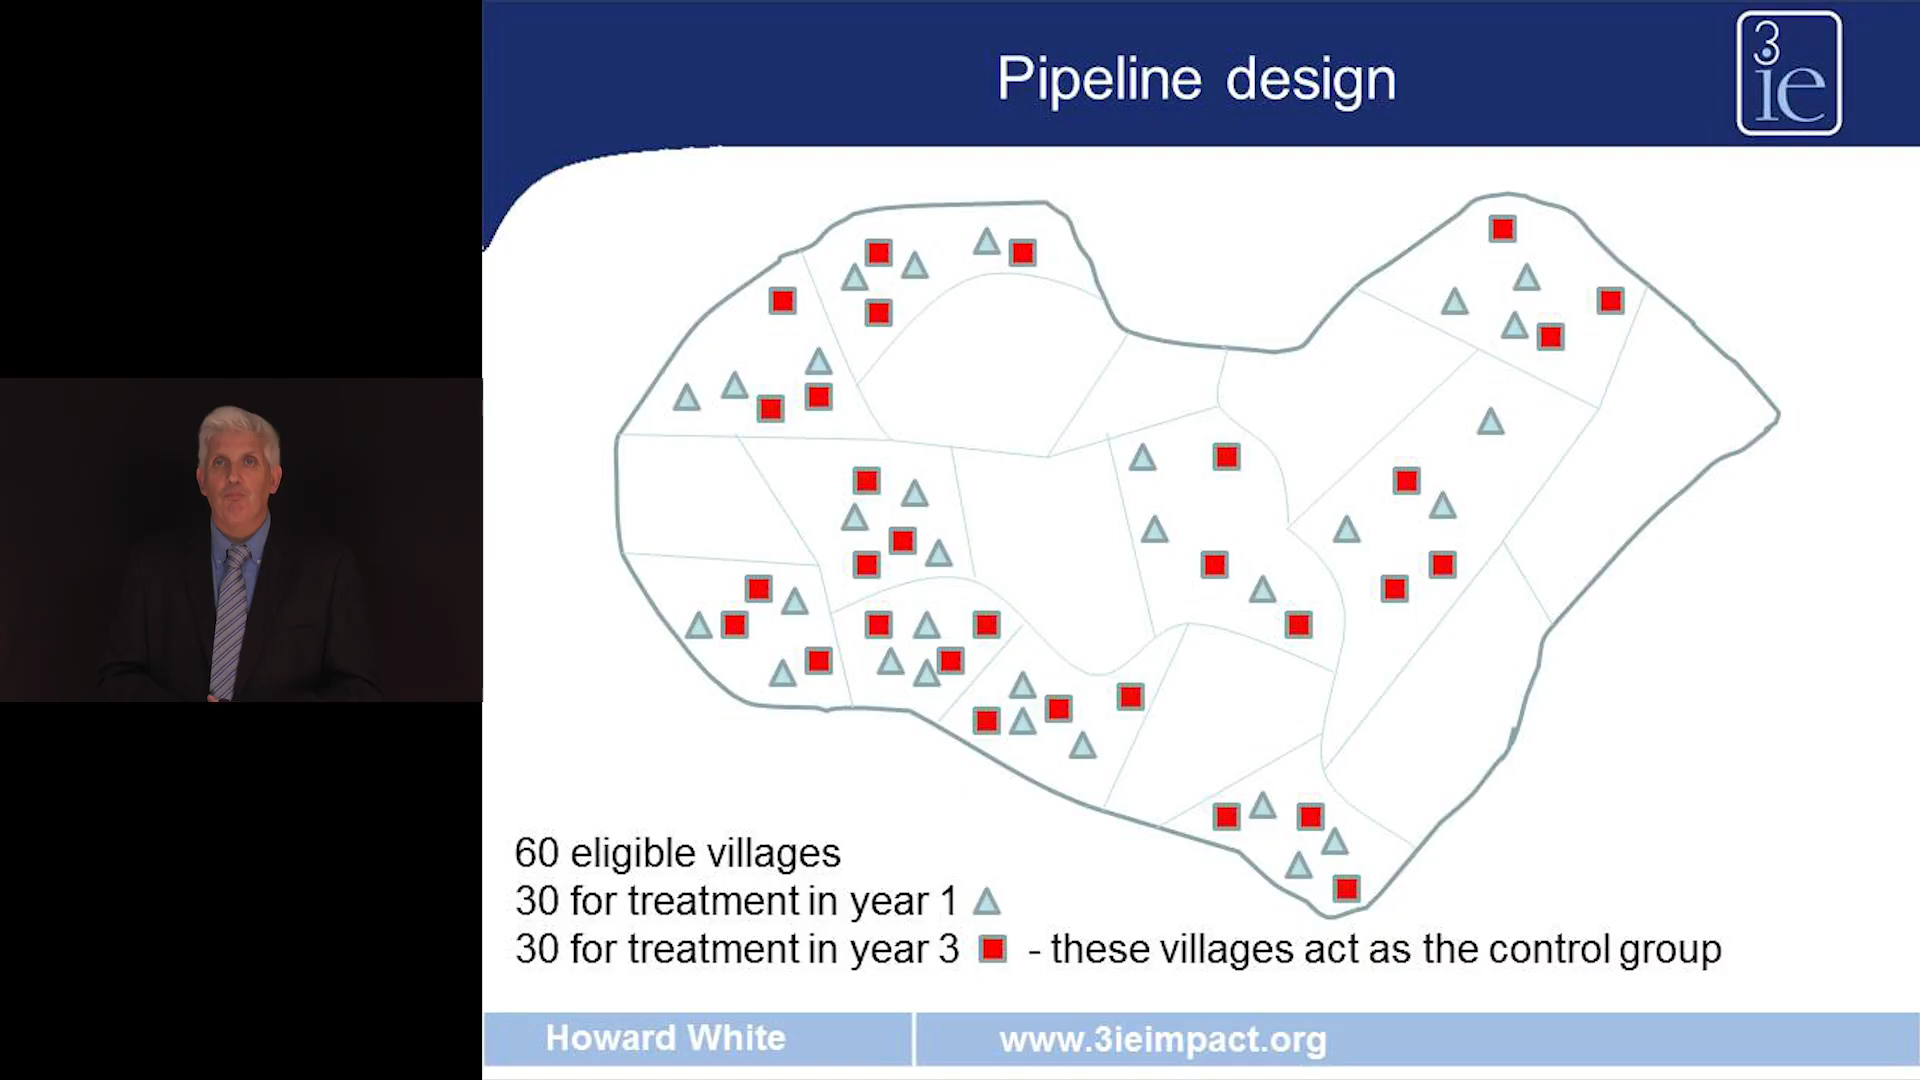 Pipeline design
3ie
60 eligible villages
30 for treatment in year 1
30 for treatment in year 3 - these villages act as the control group
Howard White
www.3ieimpact.org